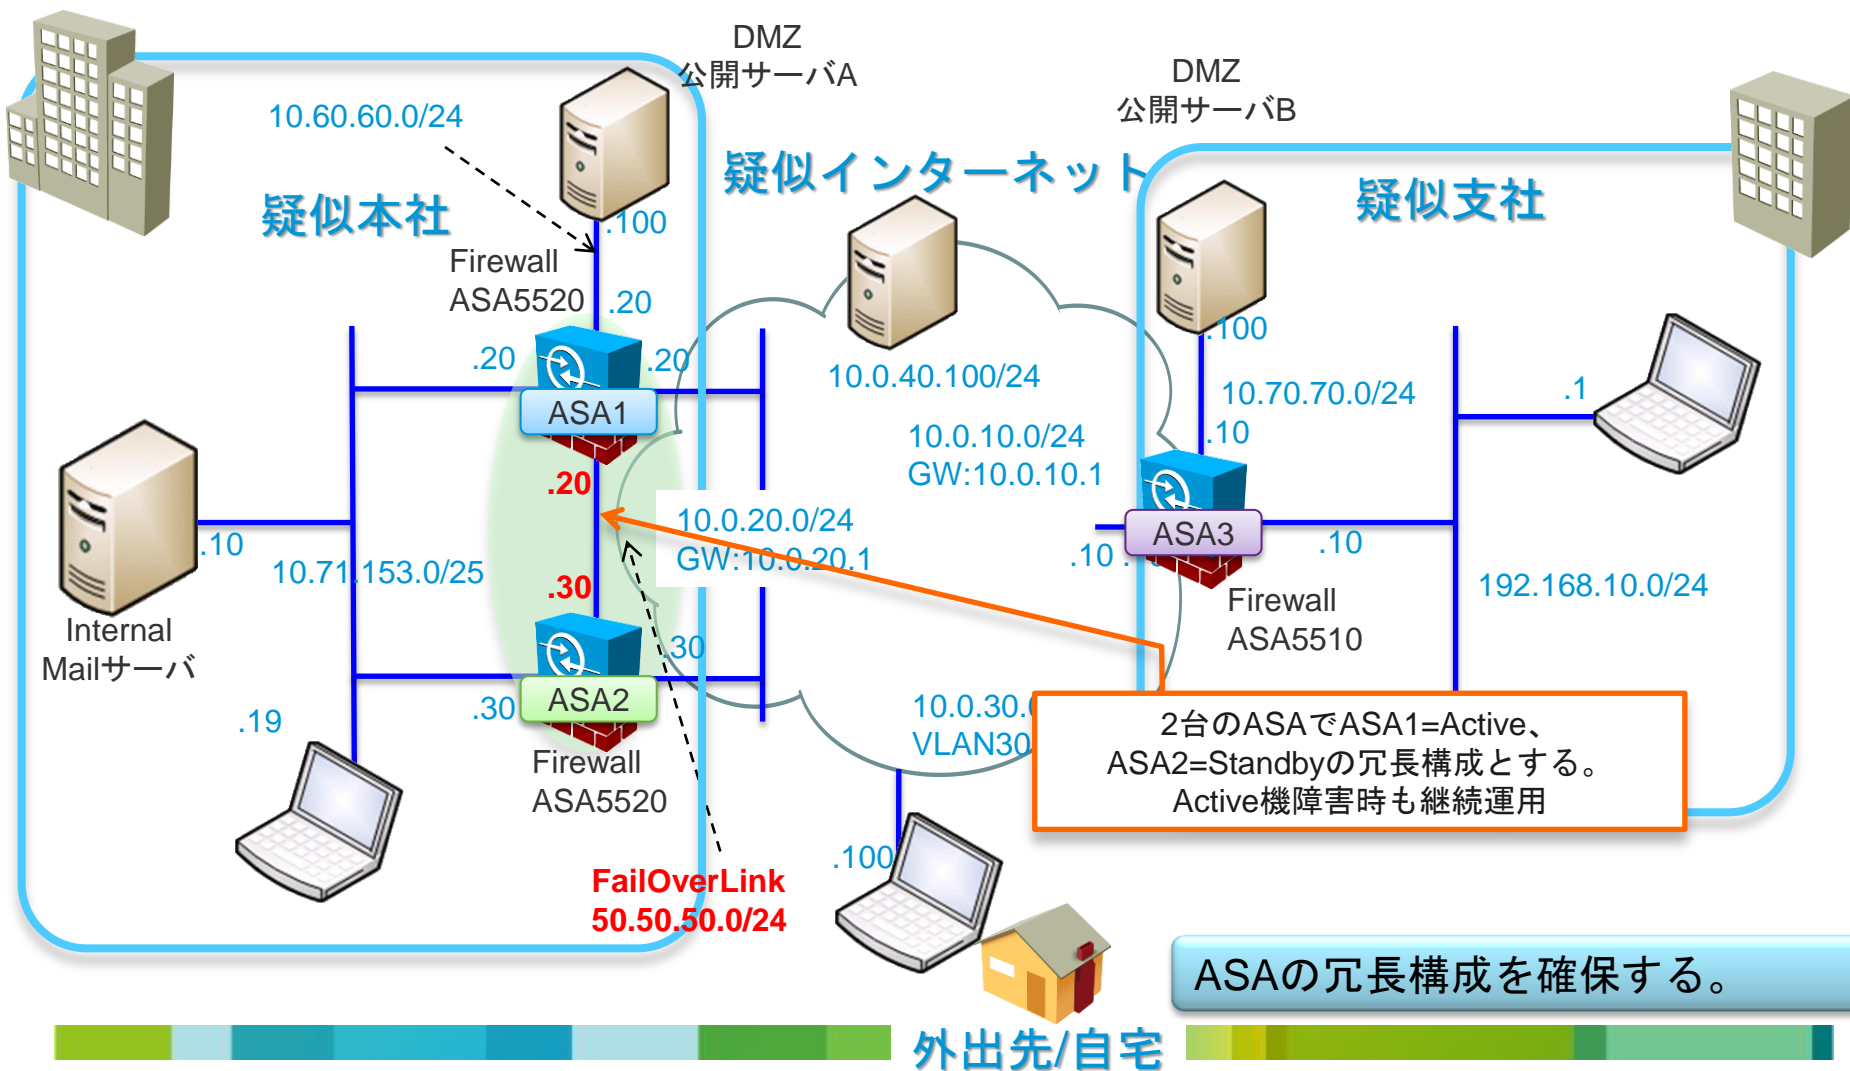 DMZ
公開サーバA
DMZ
公開サーバB
10.60.60.0/24
疑似インターネット
疑似本社
疑似支社
.100
Firewall
ASA5520
.20
.20
.20
ASA1
10.0.40.100/24
.100
10.70.70.0/24
.1
10.0.10.0/24
GW:10.0.10.1
.10
.20
10.0.20.0/24
GW:10.0.20.1
ASA3
.10
.10
.10
10.71.153.0/25
.30
192.168.10.0/24
Firewall
ASA5510
Internal
Mailサーバ
.30
ASA2
.30
.19
Firewall
ASA5520
10.0.30.
VLAN30
2台のASAでASA1=Active、
ASA2=Standbyの冗長構成とする。
Active機障害時も継続運用
.100
FailOverLink
50.50.50.0/24
ASAの冗長構成を確保する。
外出先/自宅